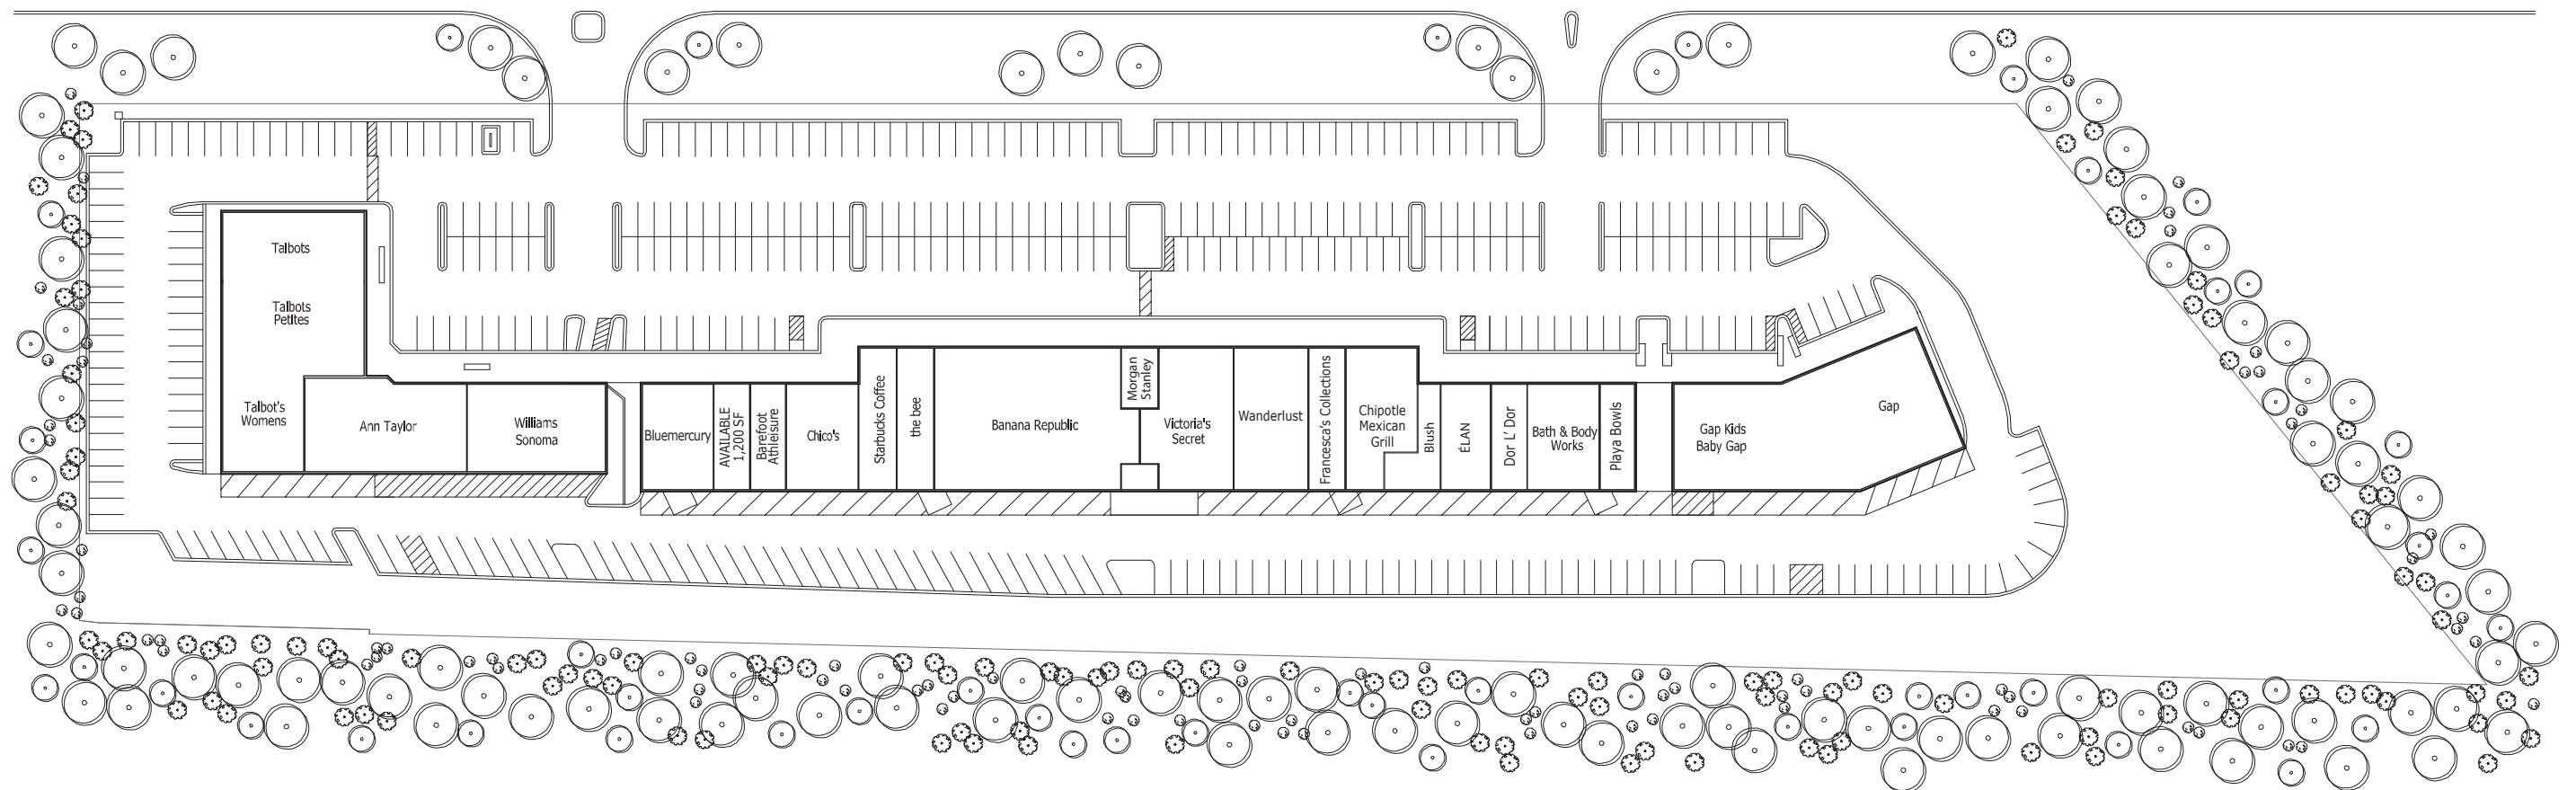 Talbots
Talbots
Petites
Talbot's
Womens
Ann Taylor
Williams
Sonoma
Bluemercury
AVAILABLE
1,200 SF
Barefoot
Athleisure
Chico's
Starbucks Coffee
the bee
Banana Republic
Morgan
Stanley
Victoria's
Secret
Wanderlust
Francesca's Collections
Chipotle
Mexican
Grill
Blush
ÉLAN
Dor L' Dor
Bath & Body
Works
Playa Bowls
Gap Kids
Baby Gap
Gap